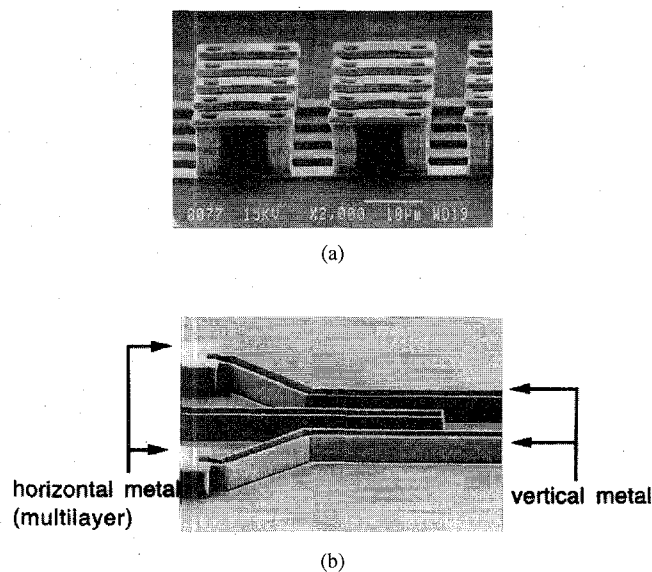 8077 15KV X2,000 10µm WD19
(a)
horizontal metal
(multilayer)
vertical metal
(b)